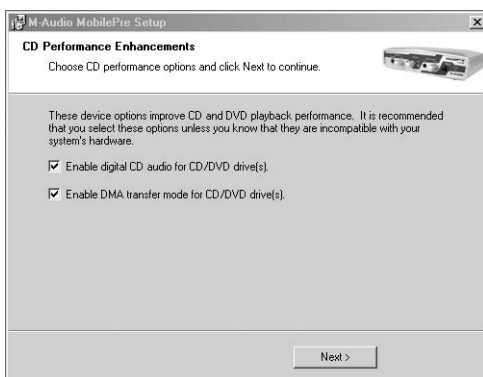 M-Audio MobilePre Setup
CD Performance Enhancements
Choose CD performance options and click Next to continue.
These device options improve CD and DVD playback performance. It is recommended
that you select these options unless you know that they are incompatible with your
system's hardware.
Enable digital CD audio for CD/DVD drive(s).
Enable DMA transfer mode for CD/DVD drive(s).
Next >